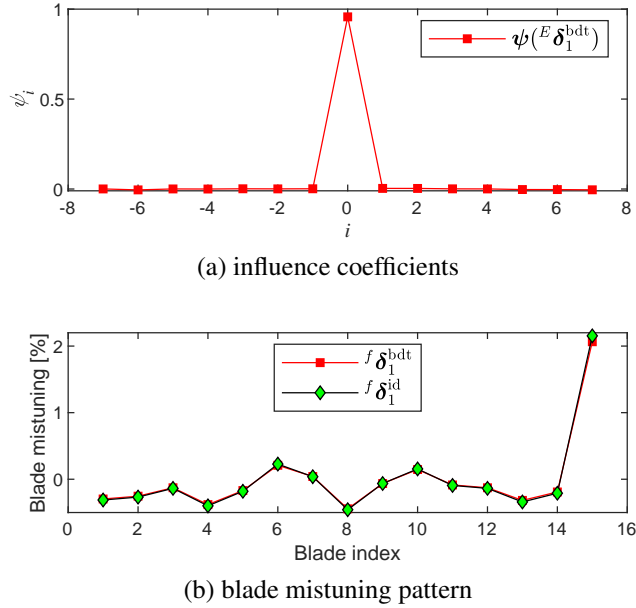 1
0.5
0
ψ_i
ψ(^E δ_1^bdt)
-8 -6 -4 -2 0 2 4 6 8
i
(a) influence coefficients
2
1
0
Blade mistuning [%]
^f δ_1^bdt
^f δ_1^id
0 2 4 6 8 10 12 14 16
Blade index
(b) blade mistuning pattern